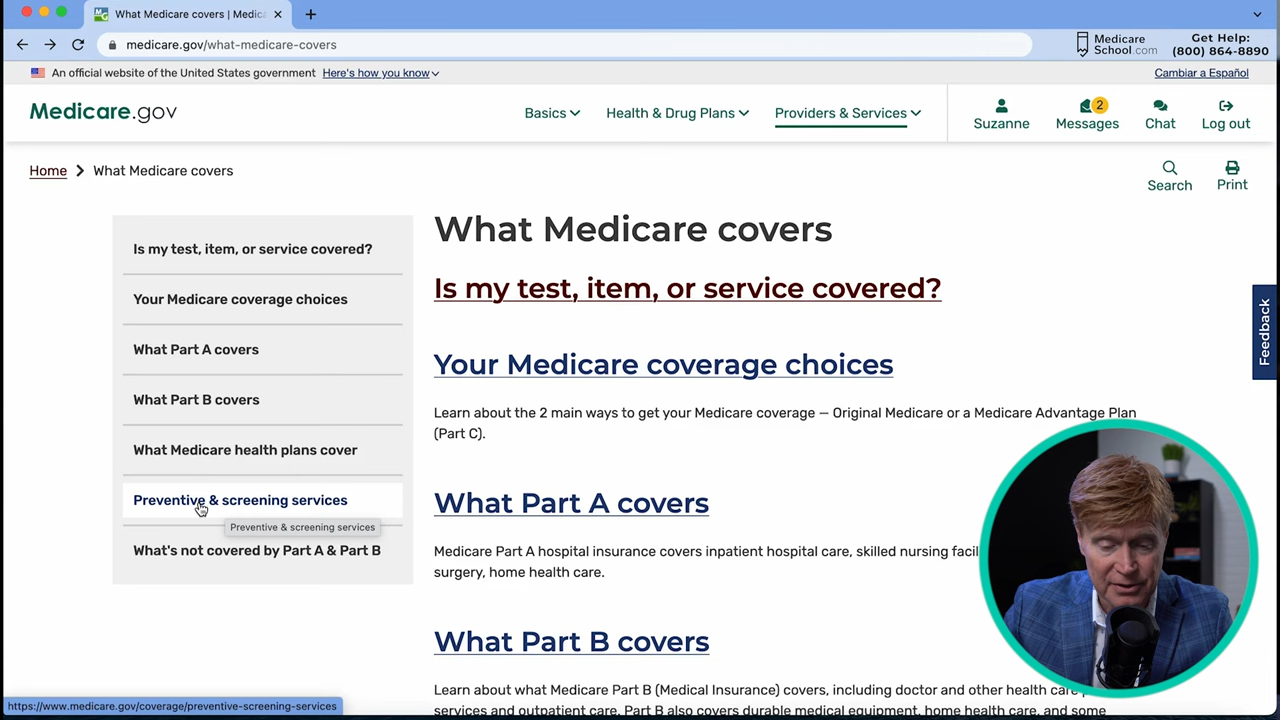 What Medicare covers | Medica
medicare.gov/what-medicare-covers
Medicare
School.com
Get Help:
(800) 864-8890
An official website of the United States government
Here's how you know
Cambiar a Español
Medicare.gov
Basics
Health & Drug Plans
Providers & Services
Suzanne
2
Messages
Chat
Log out
Home
What Medicare covers
Search
Print
Is my test, item, or service covered?
Your Medicare coverage choices
What Part A covers
What Part B covers
What Medicare health plans cover
Preventive & screening services
Preventive & screening services
What's not covered by Part A & Part B
What Medicare covers
Is my test, item, or service covered?
Your Medicare coverage choices
Learn about the 2 main ways to get your Medicare coverage — Original Medicare or a Medicare Advantage Plan
(Part C).
What Part A covers
Medicare Part A hospital insurance covers inpatient hospital care, skilled nursing facil
surgery, home health care.
What Part B covers
Learn about what Medicare Part B (Medical Insurance) covers, including doctor and other health care
services and outpatient care. Part B also covers durable medical equipment, home health care, and some
Feedback
https://www.medicare.gov/coverage/preventive-screening-services